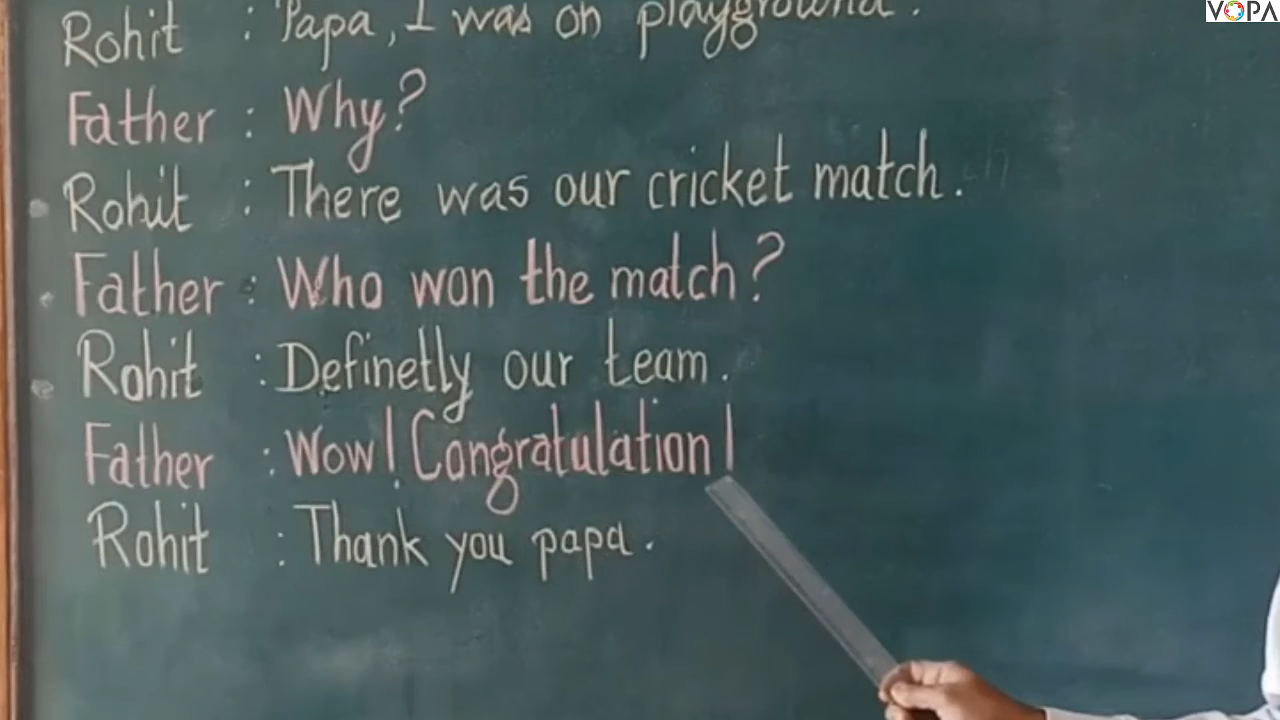 VOPA
Rohit : Papa, I was on playground.
Father : Why?
Rohit : There was our cricket match.
Father : Who won the match?
Rohit : Definetly our team.
Father : Wow! Congratulation!
Rohit : Thank you papa.